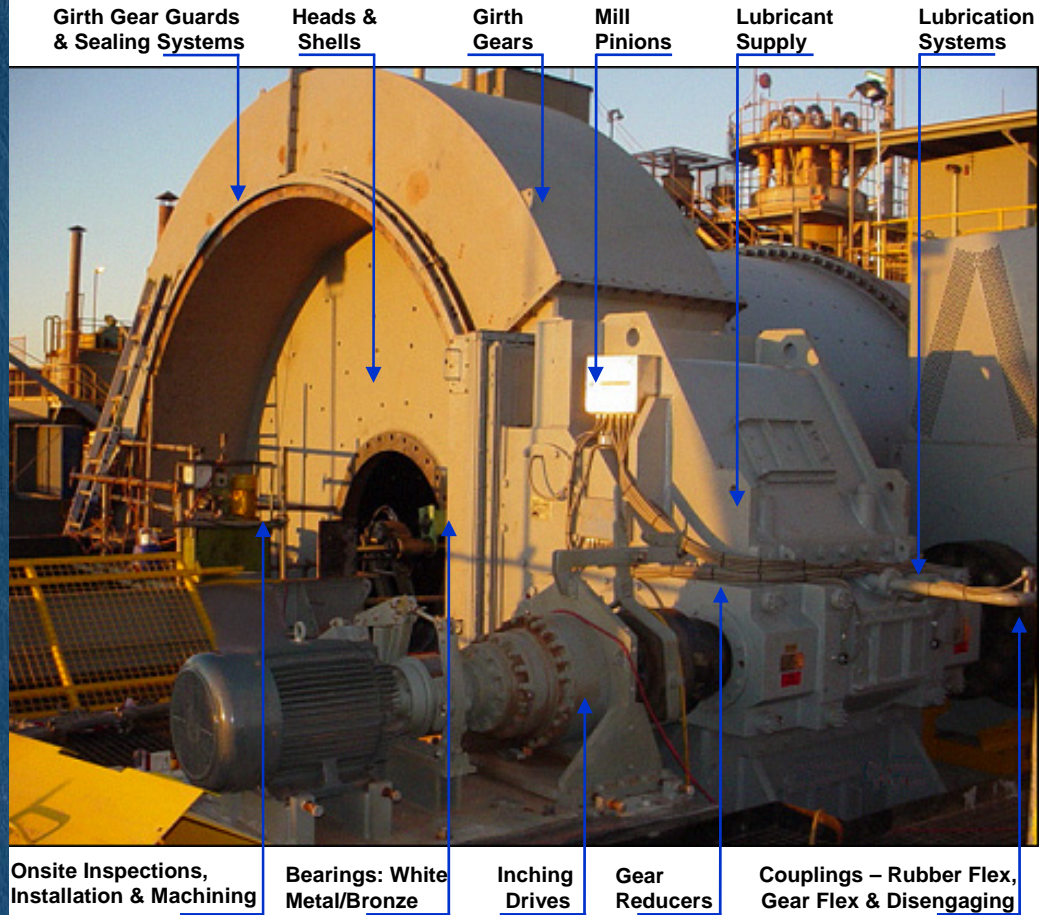 Girth Gear Guards
& Sealing Systems
Heads &
Shells
Girth
Gears
Mill
Pinions
Lubricant
Supply
Lubrication
Systems
Onsite Inspections,
Installation & Machining
Bearings: White
Metal/Bronze
Inching
Drives
Gear
Reducers
Couplings – Rubber Flex,
Gear Flex & Disengaging